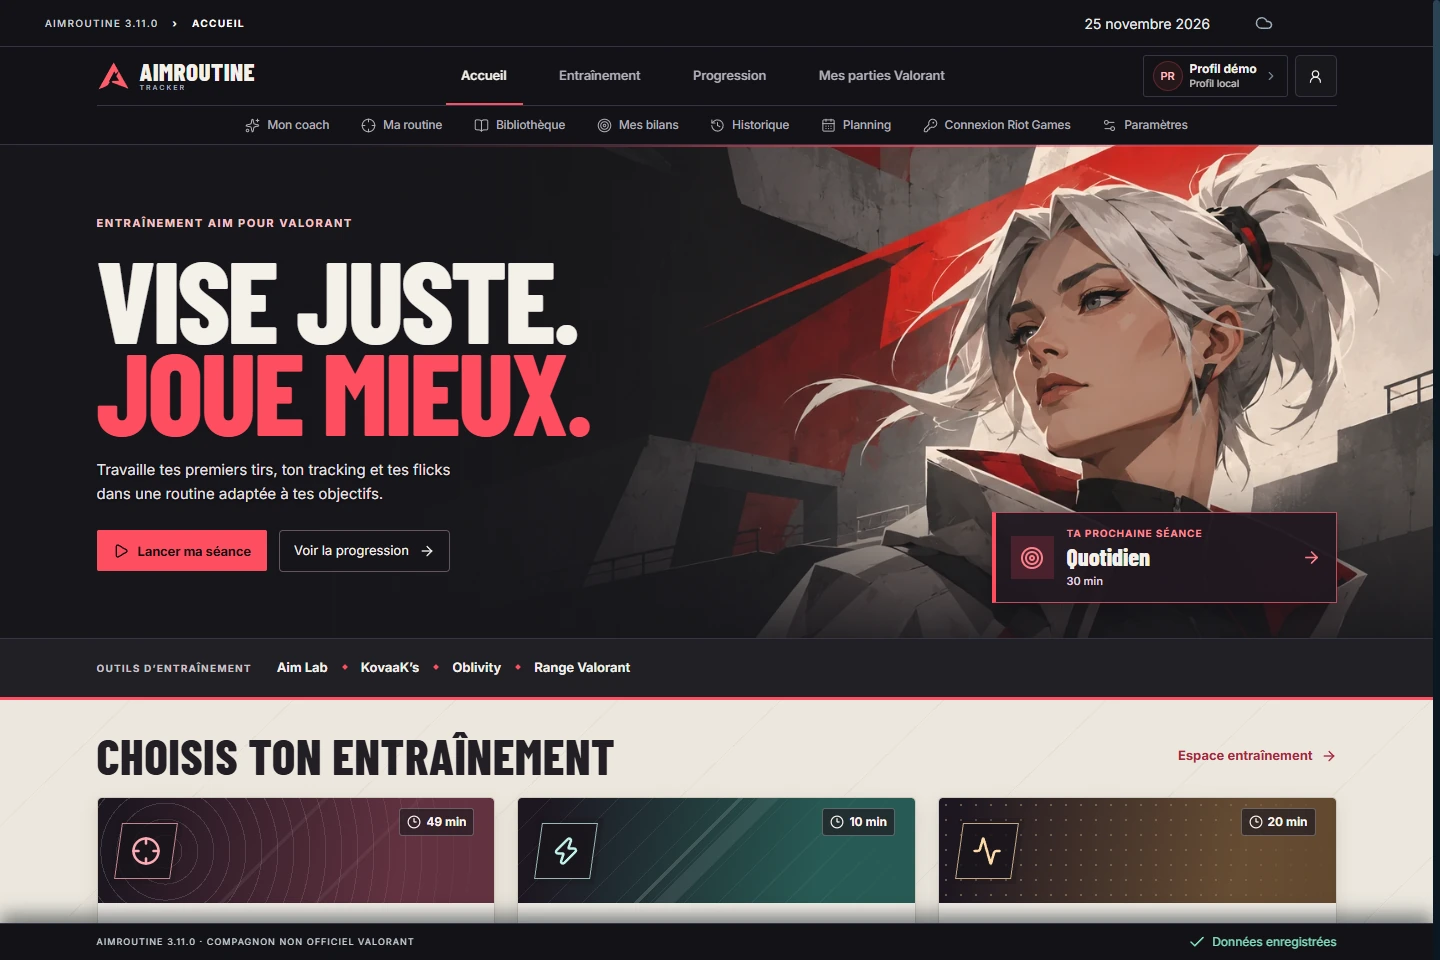 AIMROUTINE 3.11.0 › ACCUEIL
25 novembre 2026
AIMROUTINE
TRACKER
Accueil
Entraînement
Progression
Mes parties Valorant
PR
Profil démo
Profil local
Mon coach
Ma routine
Bibliothèque
Mes bilans
Historique
Planning
Connexion Riot Games
Paramètres
ENTRAÎNEMENT AIM POUR VALORANT
VISE JUSTE.
JOUE MIEUX.
Travaille tes premiers tirs, ton tracking et tes flicks
dans une routine adaptée à tes objectifs.
Lancer ma séance
Voir la progression
TA PROCHAINE SÉANCE
Quotidien
30 min
OUTILS D’ENTRAÎNEMENT
Aim Lab
KovaaK’s
Oblivity
Range Valorant
CHOISIS TON ENTRAÎNEMENT
Espace entraînement
49 min
10 min
20 min
AIMROUTINE 3.11.0 · COMPAGNON NON OFFICIEL VALORANT
Données enregistrées